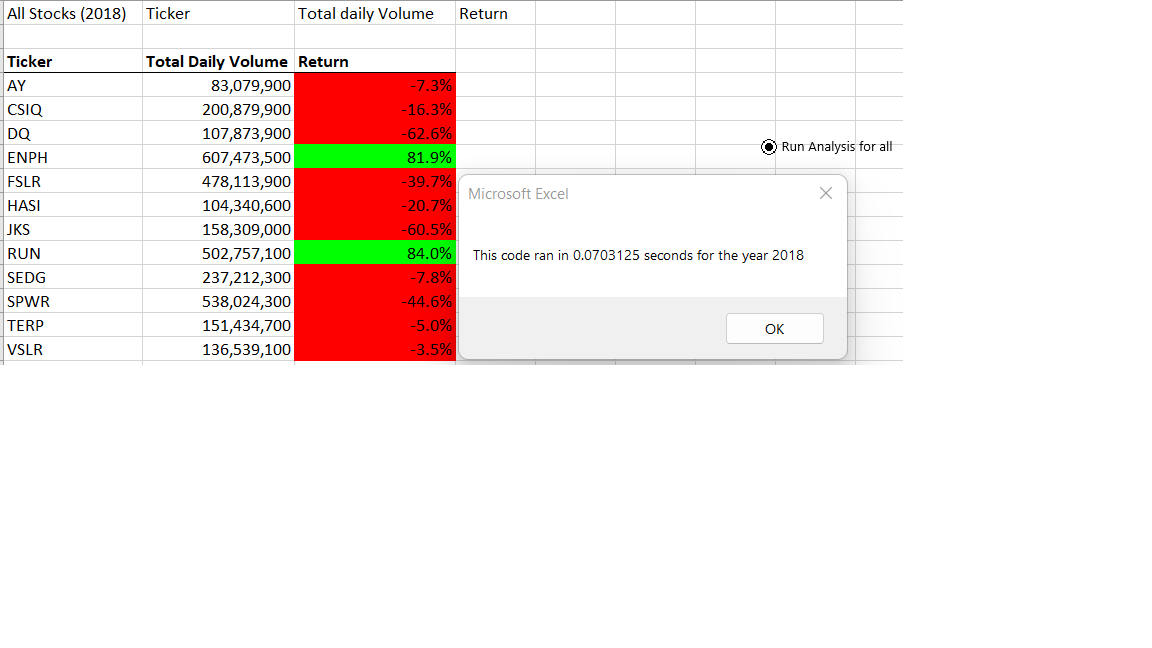 All Stocks (2018) Ticker Total daily Volume Return
Ticker Total Daily Volume Return
AY 83,079,900 -7.3%
CSIQ 200,879,900 -16.3%
DQ 107,873,900 -62.6%
Run Analysis for all
ENPH 607,473,500 81.9%
FSLR 478,113,900 -39.7%
HASI 104,340,600 -20.7%
JKS 158,309,000 -60.5%
RUN 502,757,100 84.0%
SEDG 237,212,300 -7.8%
SPWR 538,024,300 -44.6%
TERP 151,434,700 -5.0%
VSLR 136,539,100 -3.5%
Microsoft Excel
This code ran in 0.0703125 seconds for the year 2018
OK